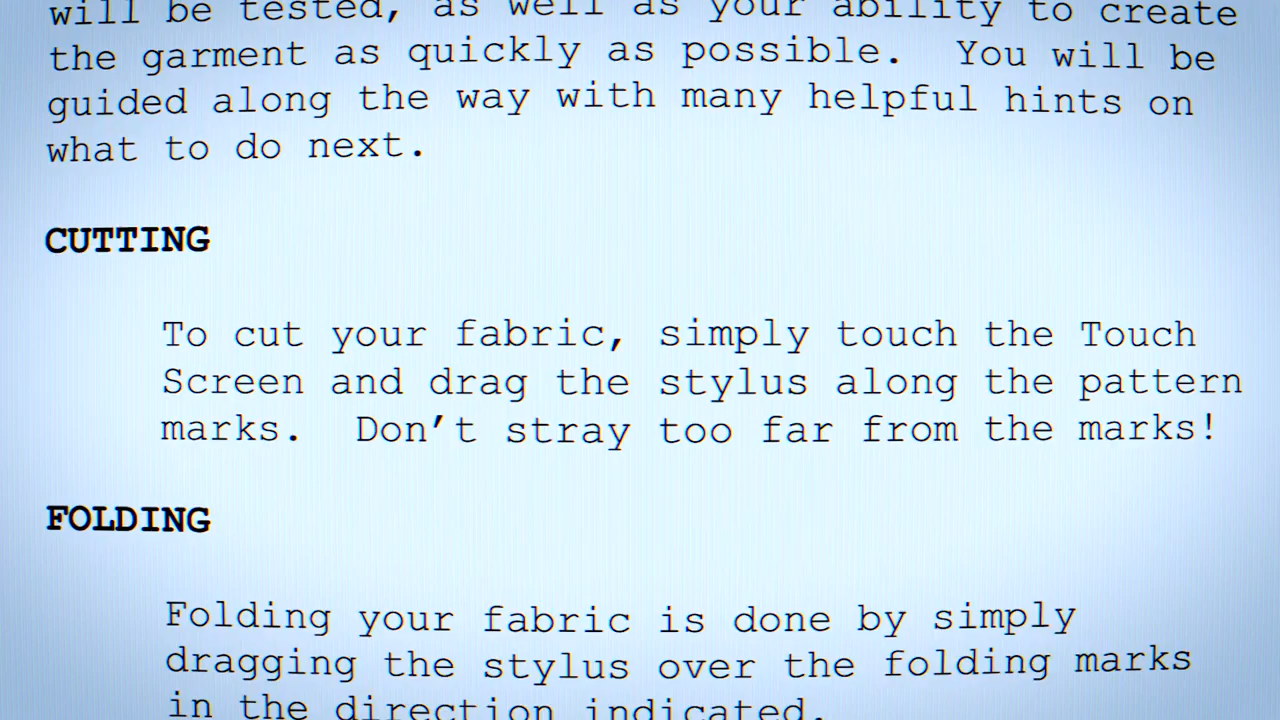 will be tested, as well as your ability to create
the garment as quickly as possible.  You will be
guided along the way with many helpful hints on
what to do next.
CUTTING
To cut your fabric, simply touch the Touch
Screen and drag the stylus along the pattern
marks.  Don't stray too far from the marks!
FOLDING
Folding your fabric is done by simply
dragging the stylus over the folding marks
in the direction indicated.